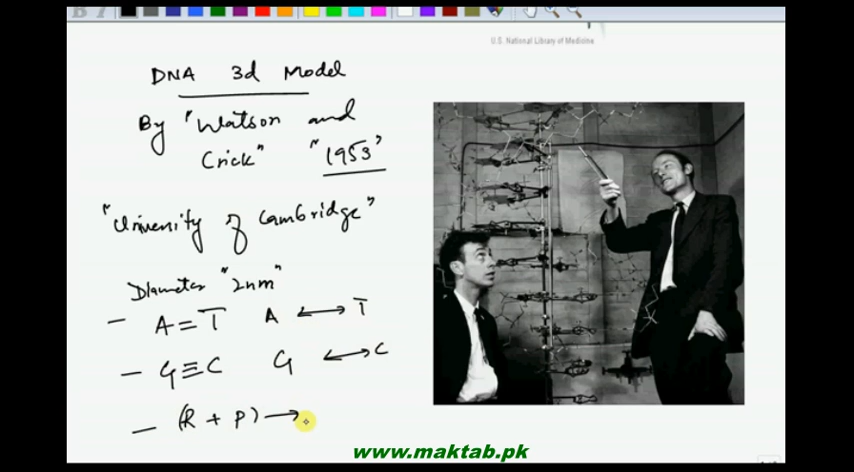 B I
U.S. National Library of Medicine
DNA 3d Model
By "Watson and
Crick" "1953"
"University of Cambridge"
Diameter "2nm"
– A=T A ⟷ T
– G≡C G ⟷ C
– (R + P) ⟶
www.maktab.pk